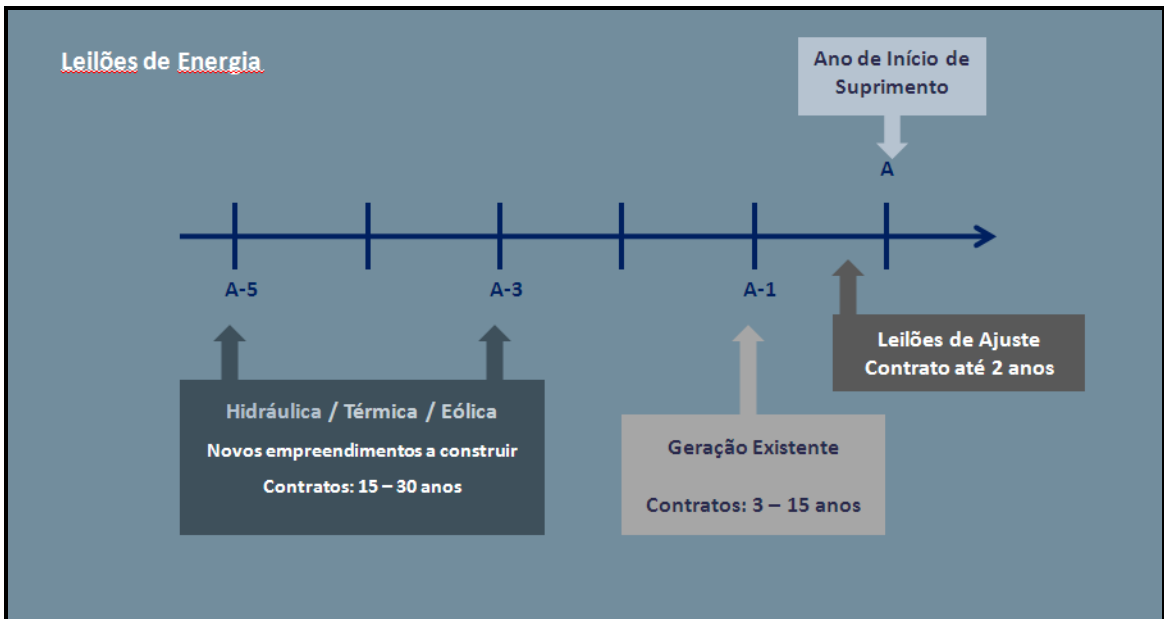 Leilões de Energia
Ano de Início de
Suprimento
A
A-5
A-3
A-1
Leilões de Ajuste
Contrato até 2 anos
Hidráulica / Térmica / Eólica
Novos empreendimentos a construir
Contratos: 15 – 30 anos
Geração Existente
Contratos: 3 – 15 anos